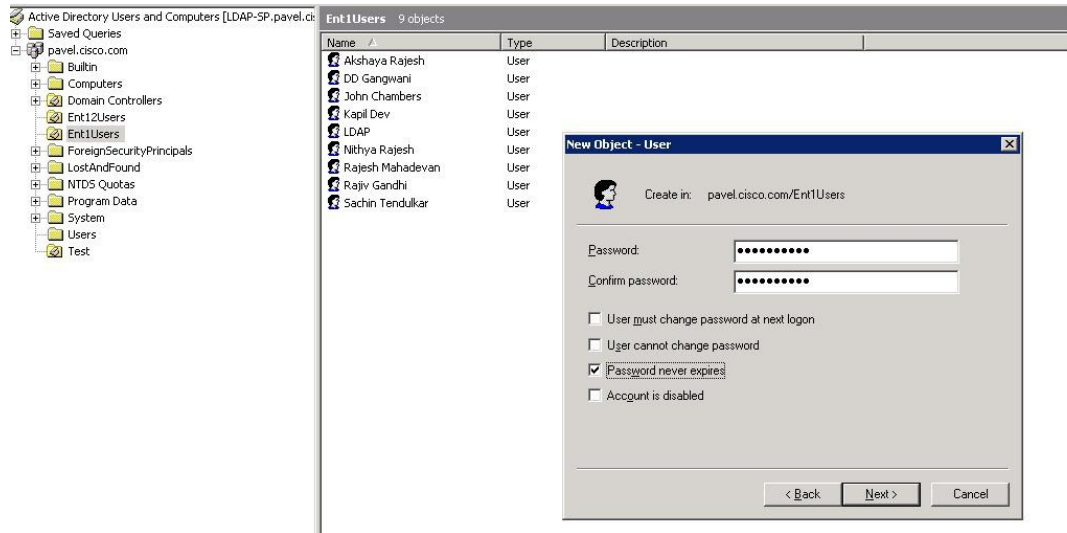 Active Directory Users and Computers [LDAP-SP.pavel.ci
Saved Queries
pavel.cisco.com
Builtin
Computers
Domain Controllers
Ent12Users
Ent1Users
ForeignSecurityPrincipals
LostAndFound
NTDS Quotas
Program Data
System
Users
Test
Ent1Users 9 objects
Name Type Description
Akshaya Rajesh User
DD Gangwani User
John Chambers User
Kapil Dev User
LDAP User
Nithya Rajesh User
Rajesh Mahadevan User
Rajiv Gandhi User
Sachin Tendulkar User
New Object - User
Create in: pavel.cisco.com/Ent1Users
Password: ●●●●●●●●●●
Confirm password: ●●●●●●●●●●
User must change password at next logon
User cannot change password
Password never expires
Account is disabled
< Back Next > Cancel